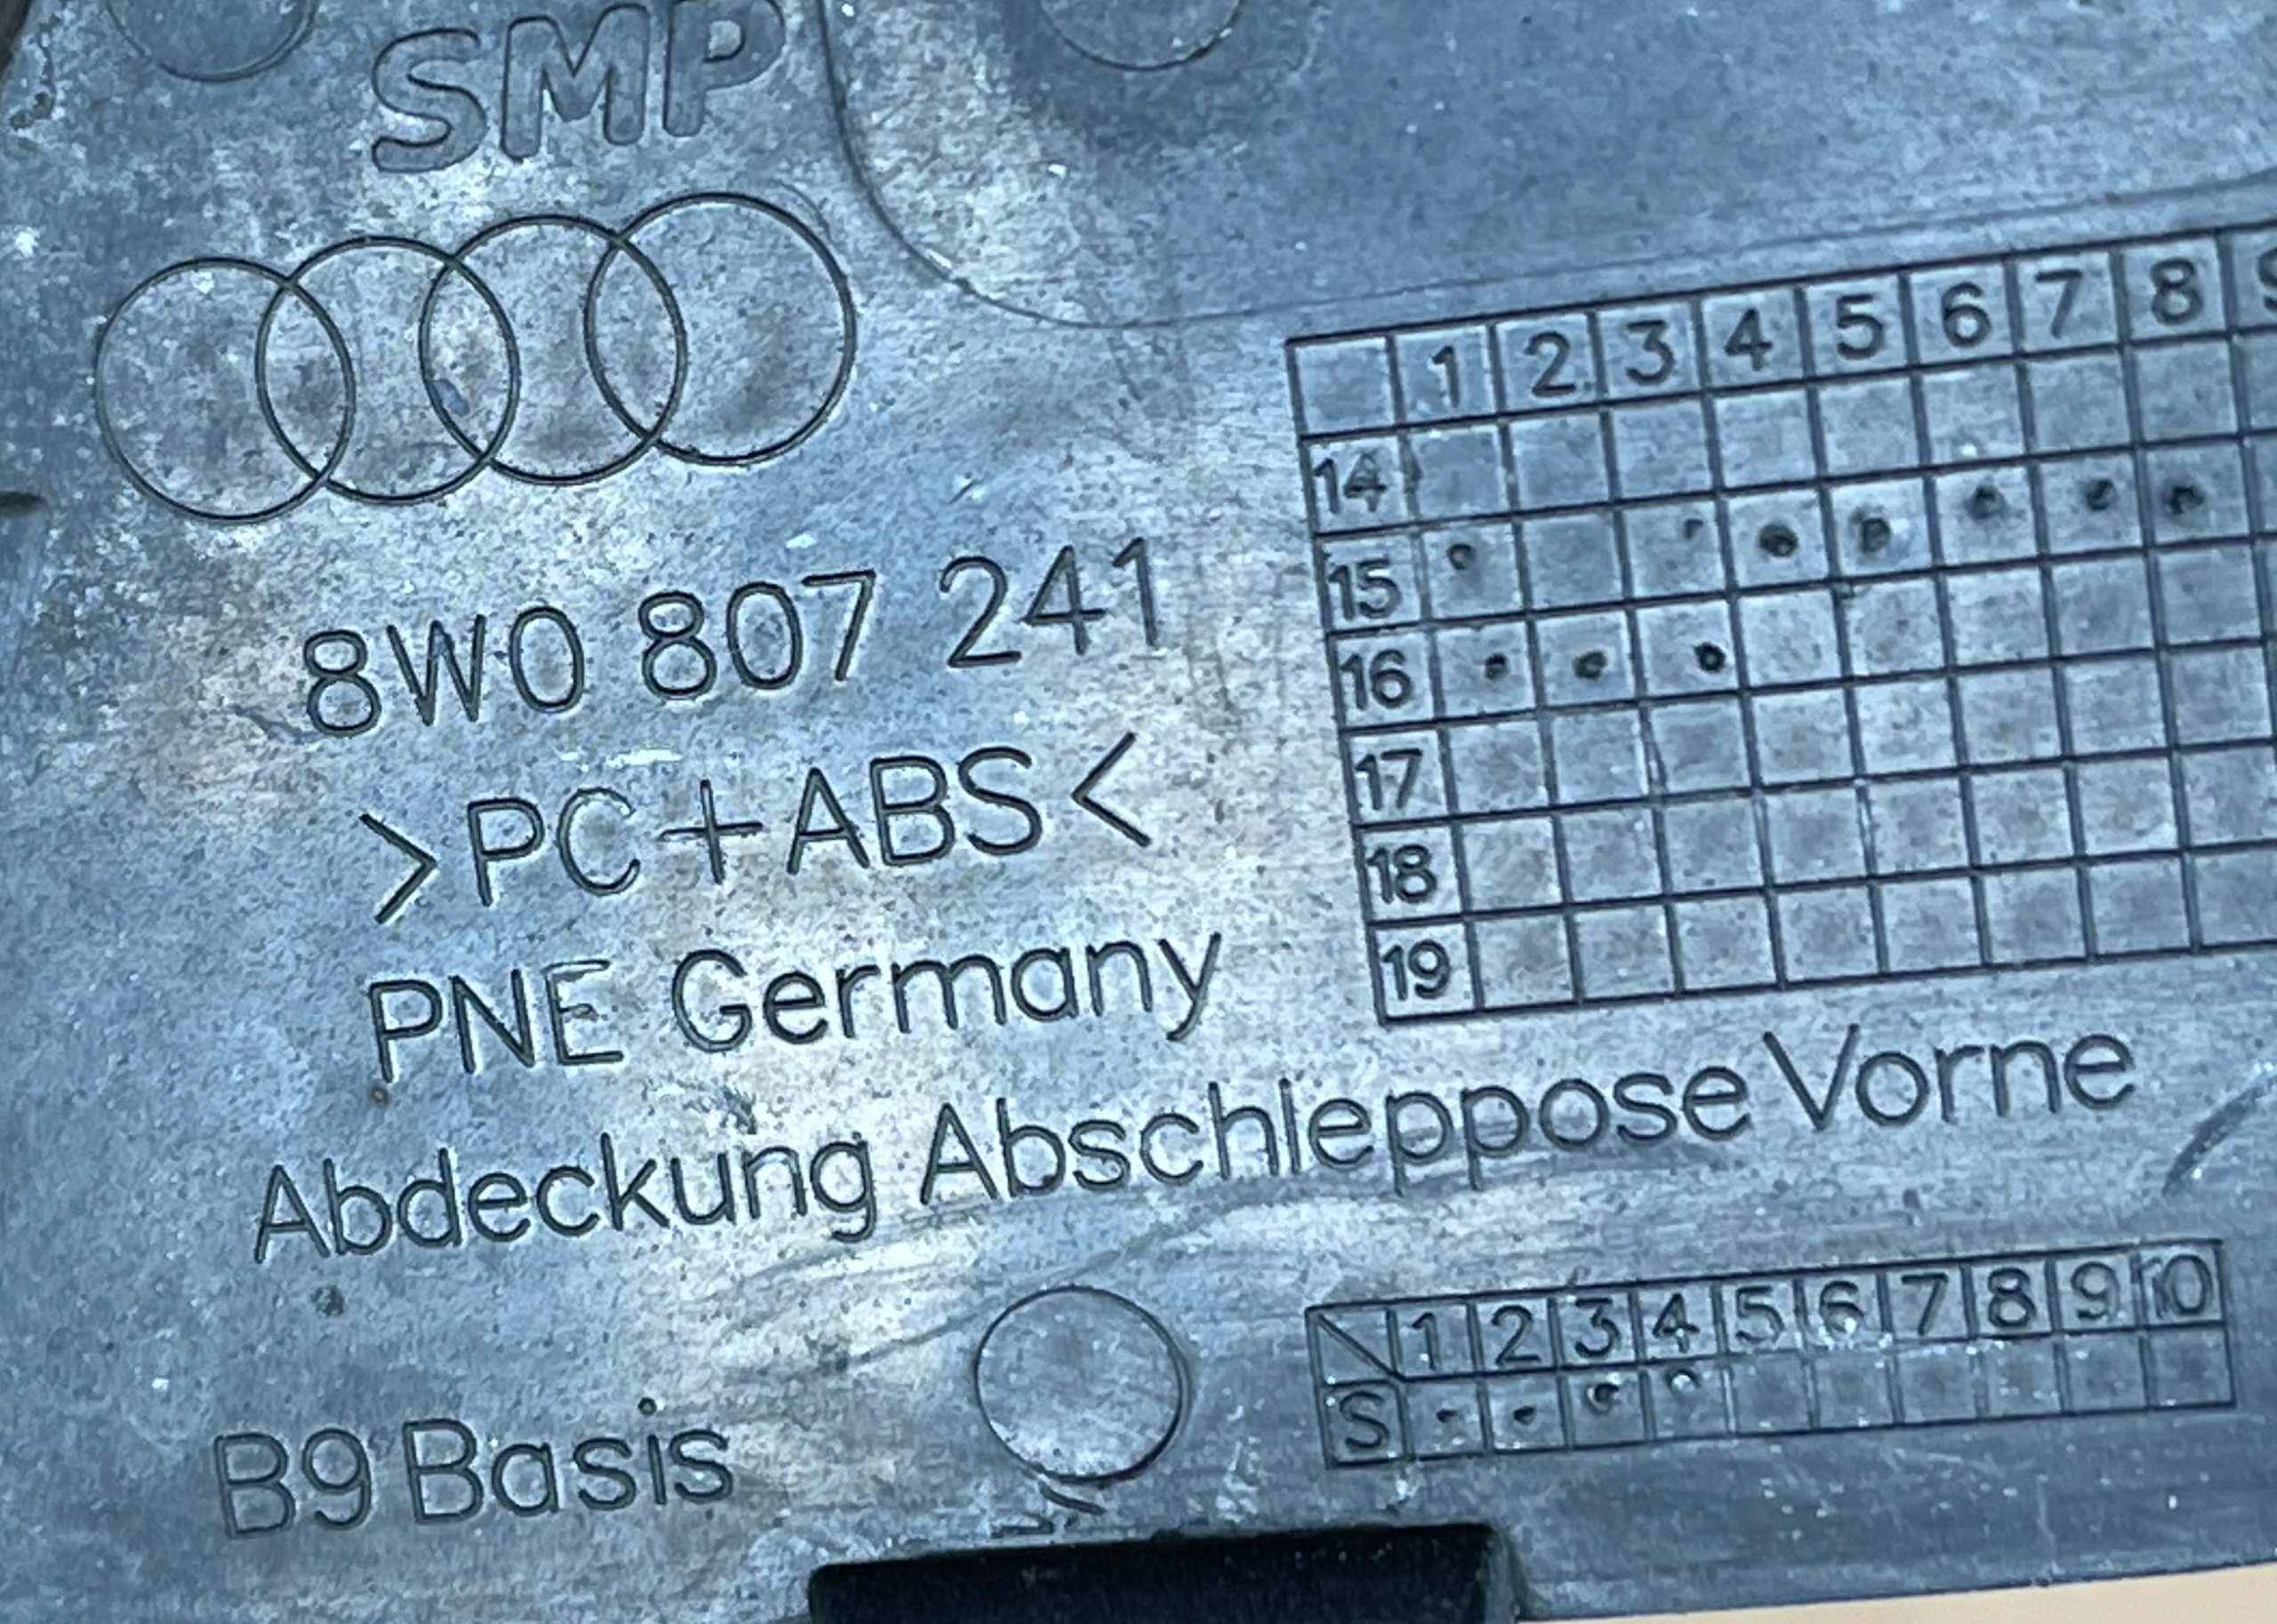 SMP
8W0 807 241
>PC+ABS<
PNE Germany
Abdeckung Abschleppose Vorne
B9 Basis
1 2 3 4 5 6 7 8
14
15
16
17
18
19
1 2 3 4 5 6 7 8 9 10
S